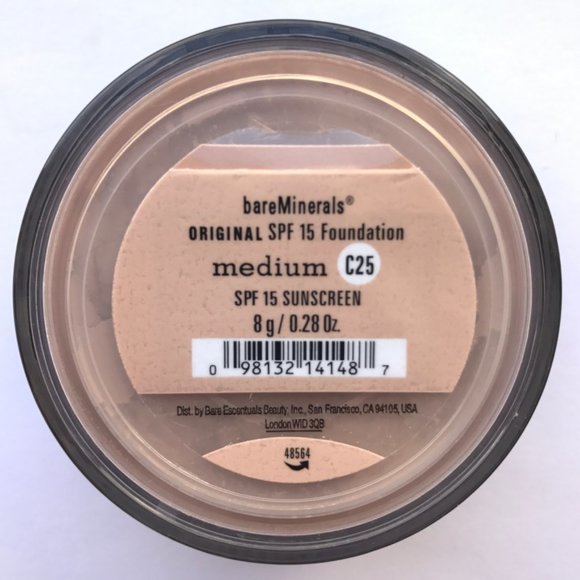 bareMinerals®
ORIGINAL SPF 15 Foundation
medium C25
SPF 15 SUNSCREEN
8 g / 0.28 Oz.
0 98132 14148 7
Dist. by Bare Escentuals Beauty, Inc., San Francisco, CA 94105, USA
London W1D 3QB
48564